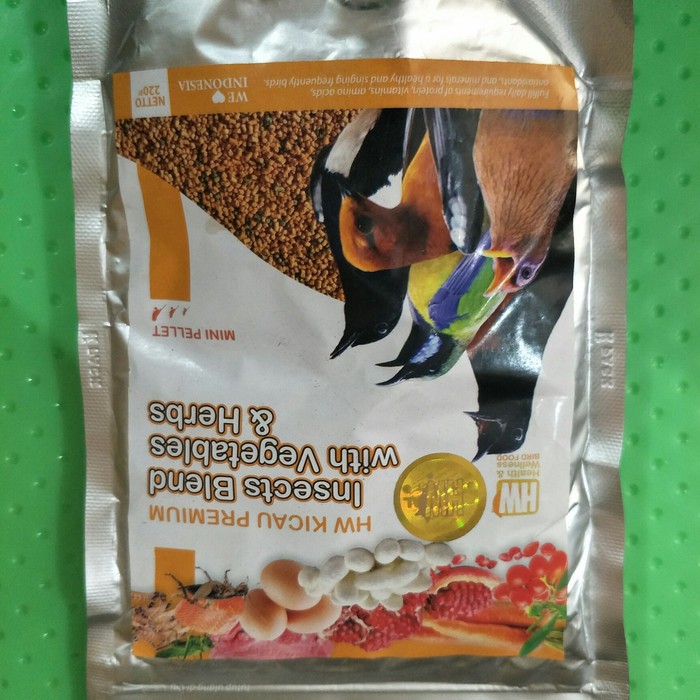 HW
Health &
Wellness
BIRD FOOD
HW KICAU PREMIUM
Insects Blend
with Vegetables
& Herbs
MINI PELLET
Fulfill daily requirements of protein, vitamins, amino acids,
antioxidants, and minerals for a healthy and singing frequently birds.
WE
INDONESIA
NETTO
220gr